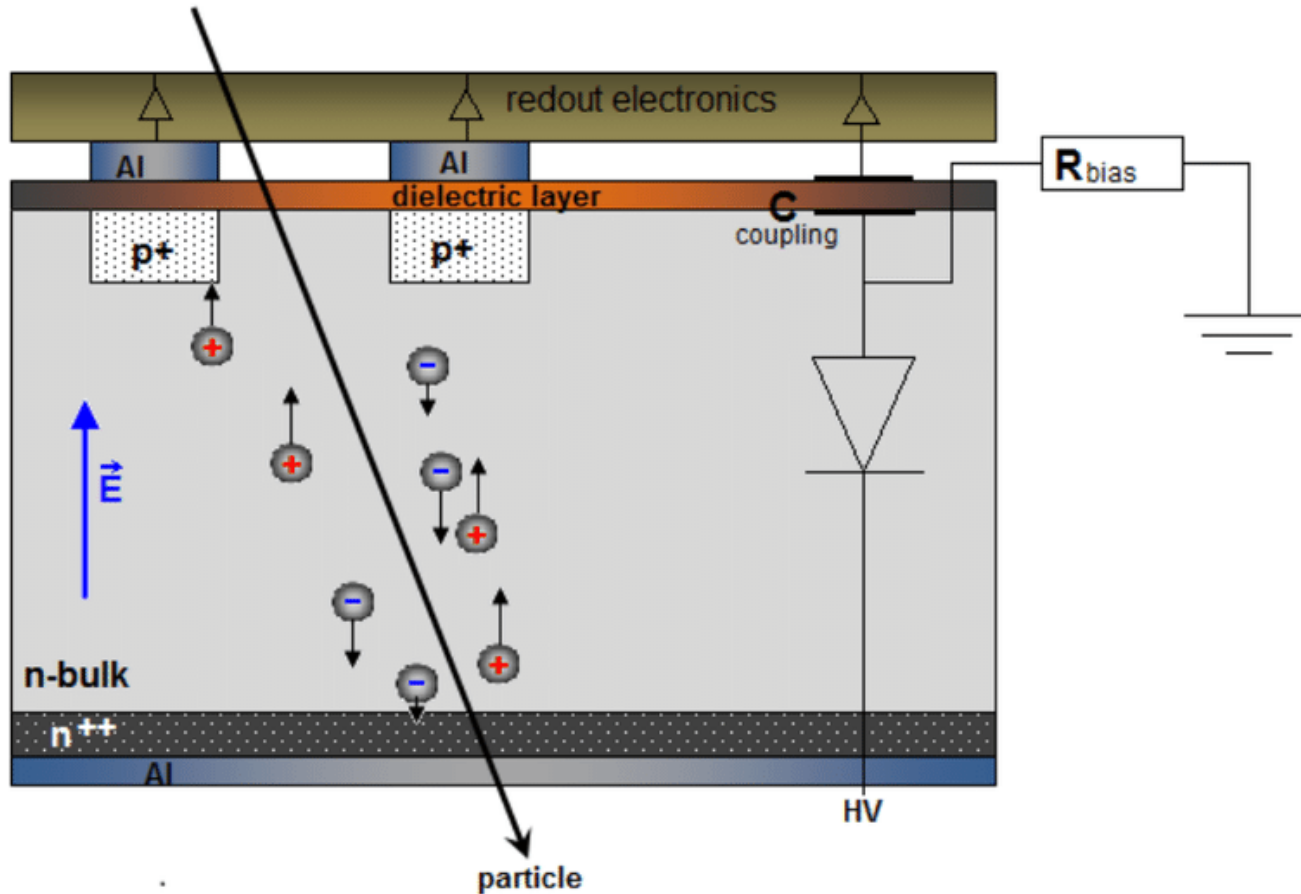 redout electronics
Al
Al
dielectric layer
R bias
C
coupling
p+
p+
+
−
+
−
+
E
−
+
−
n-bulk
n++
Al
HV
particle